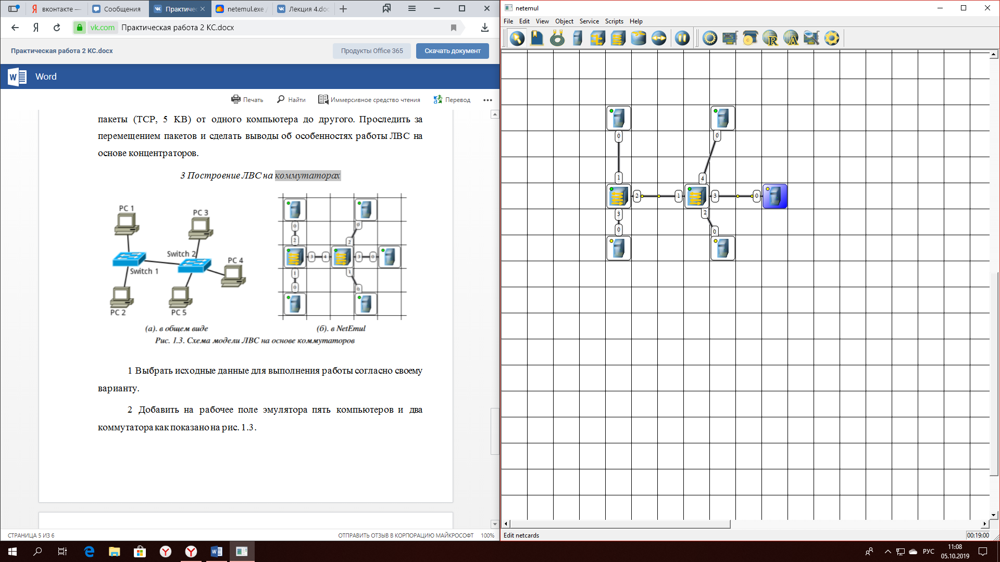 вконтакте —
Сообщения
Практичес
netemul.exe
Лекция 4.doc
vk.com
Практическая работа 2 КС.docx
Практическая работа 2 КС.docx
Продукты Office 365
Скачать документ
Word
Печать
Найти
Иммерсивное средство чтения
Перевод
пакеты (TCP, 5 KB) от одного компьютера до другого. Проследить за
перемещением пакетов и сделать выводы об особенностях работы ЛВС на
основе концентраторов.
3 Построение ЛВС на коммутаторах
PC 1
PC 3
Switch 2
PC 4
Switch 1
PC 2
PC 5
0
0
2
2
3
4
3
0
1
1
0
0
(а). в общем виде
(б). в NetEmul
Рис. 1.3. Схема модели ЛВС на основе коммутаторов
1 Выбрать исходные данные для выполнения работы согласно своему
варианту.
2 Добавить на рабочее поле эмулятора пять компьютеров и два
коммутатора как показано на рис. 1.3.
СТРАНИЦА 5 ИЗ 6
ОТПРАВИТЬ ОТЗЫВ В КОРПОРАЦИЮ МАЙКРОСОФТ
100%
netemul
File
Edit
View
Object
Service
Scripts
Help
0
0
1
4
2
1
3
0
3
2
0
0
Edit netcards
00:19:00
РУС
11:08
05.10.2019